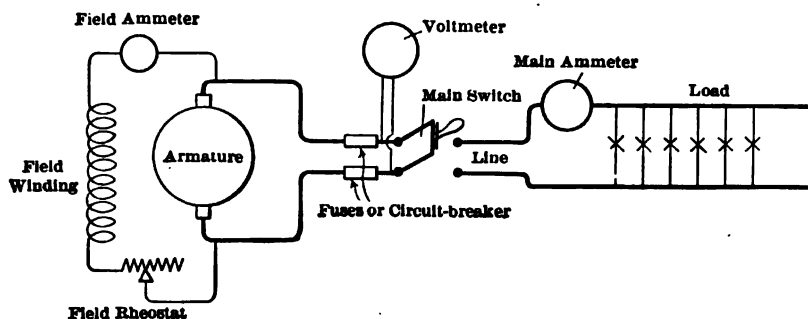 Field Ammeter
Voltmeter
Main Ammeter
Main Switch
Load
Armature
Field
Winding
Line
Fuses or Circuit-breaker
Field Rheostat